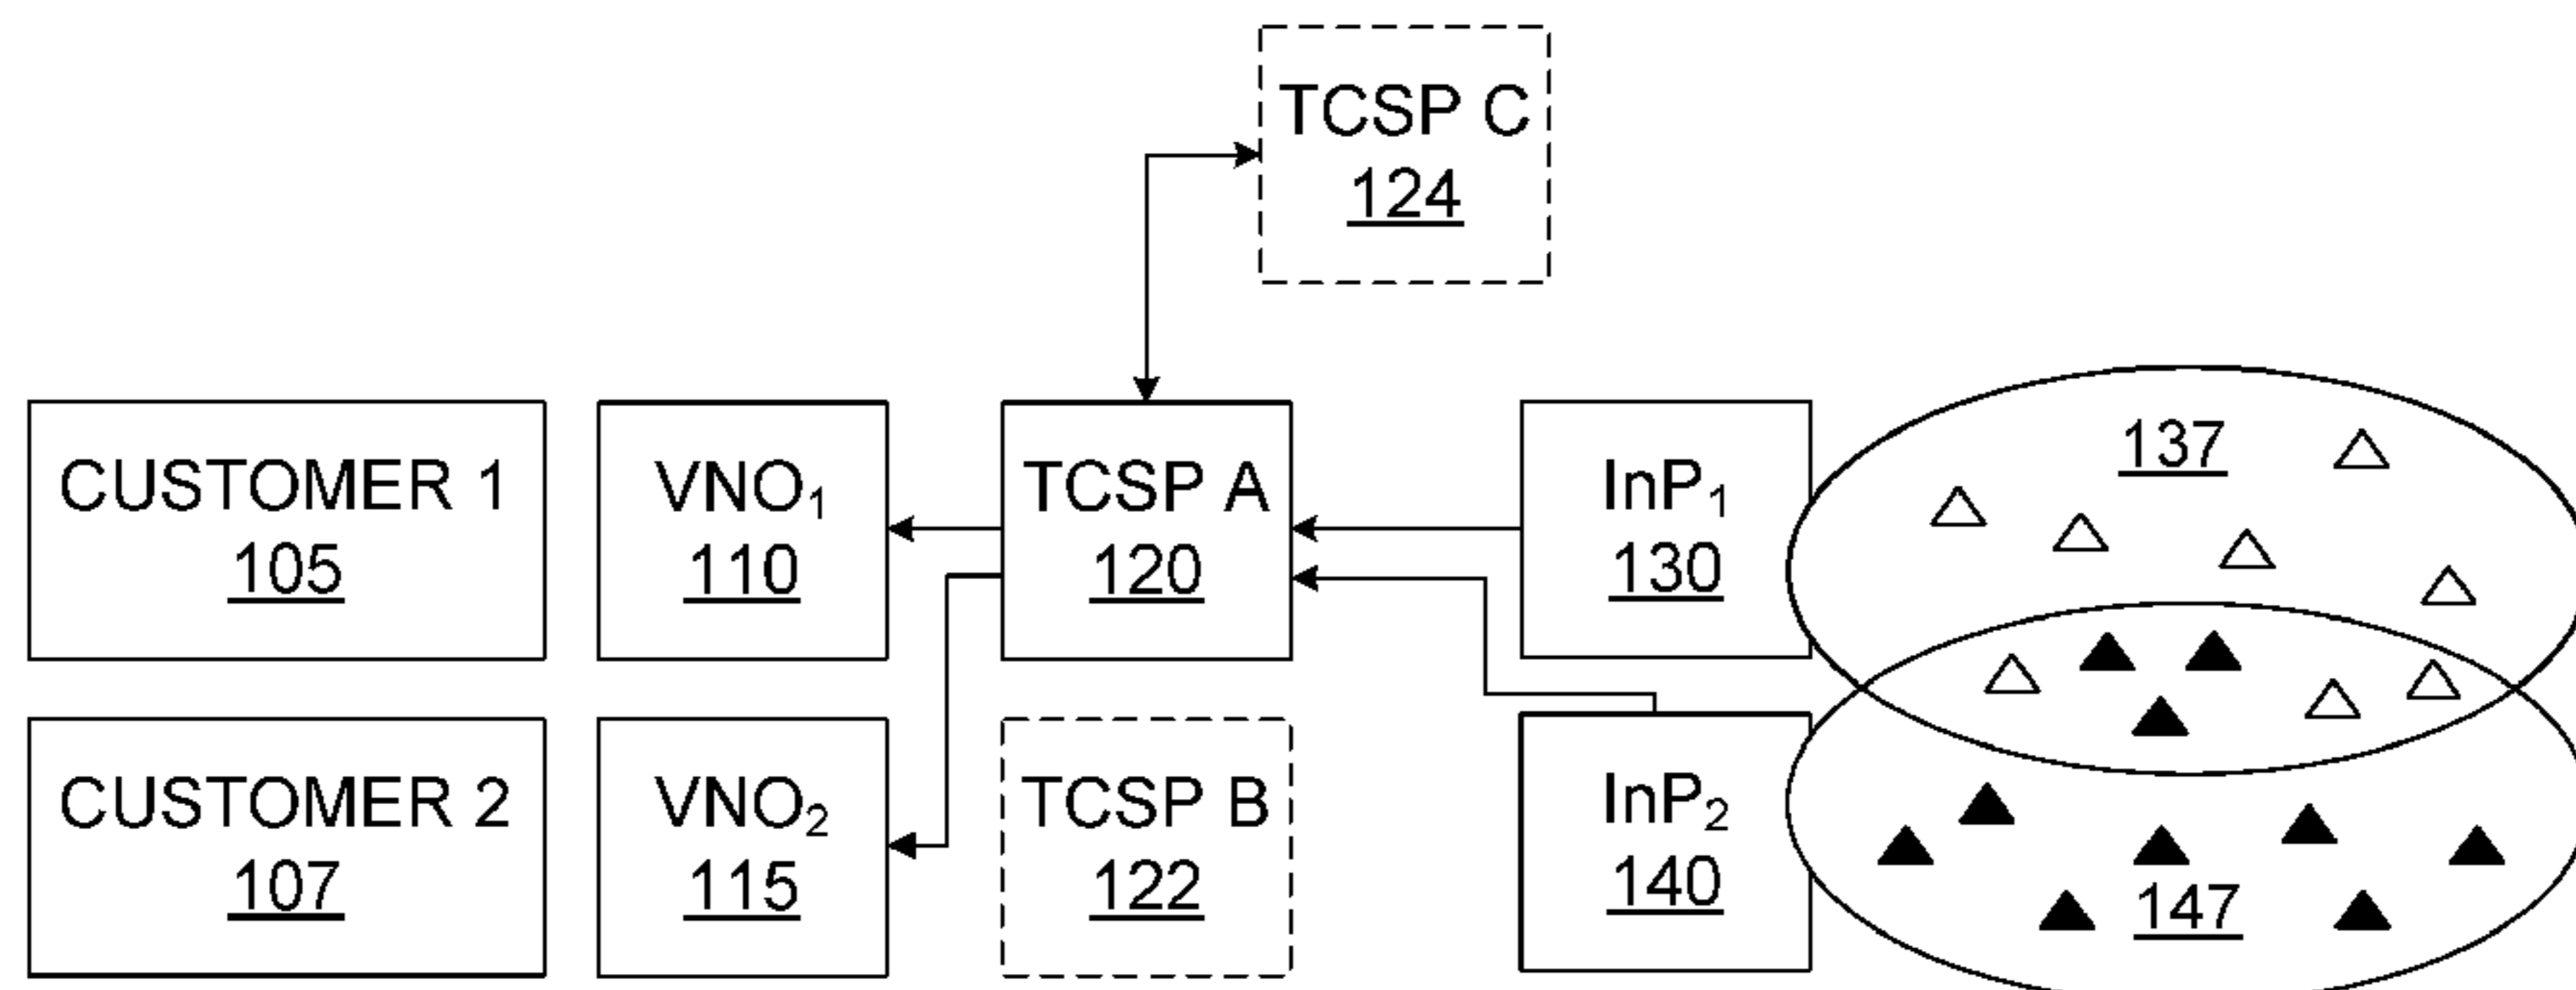 TCSP C
124
CUSTOMER 1
105
VNO₁
110
TCSP A
120
InP₁
130
137
CUSTOMER 2
107
VNO₂
115
TCSP B
122
InP₂
140
147